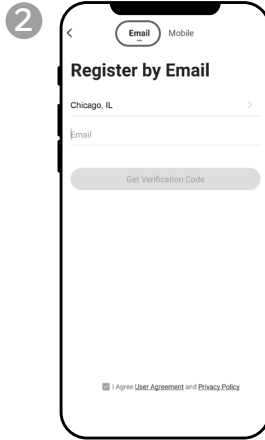 2
Email Mobile
Register by Email
Chicago, IL
Email
Get Verification Code
I Agree User Agreement and Privacy Policy